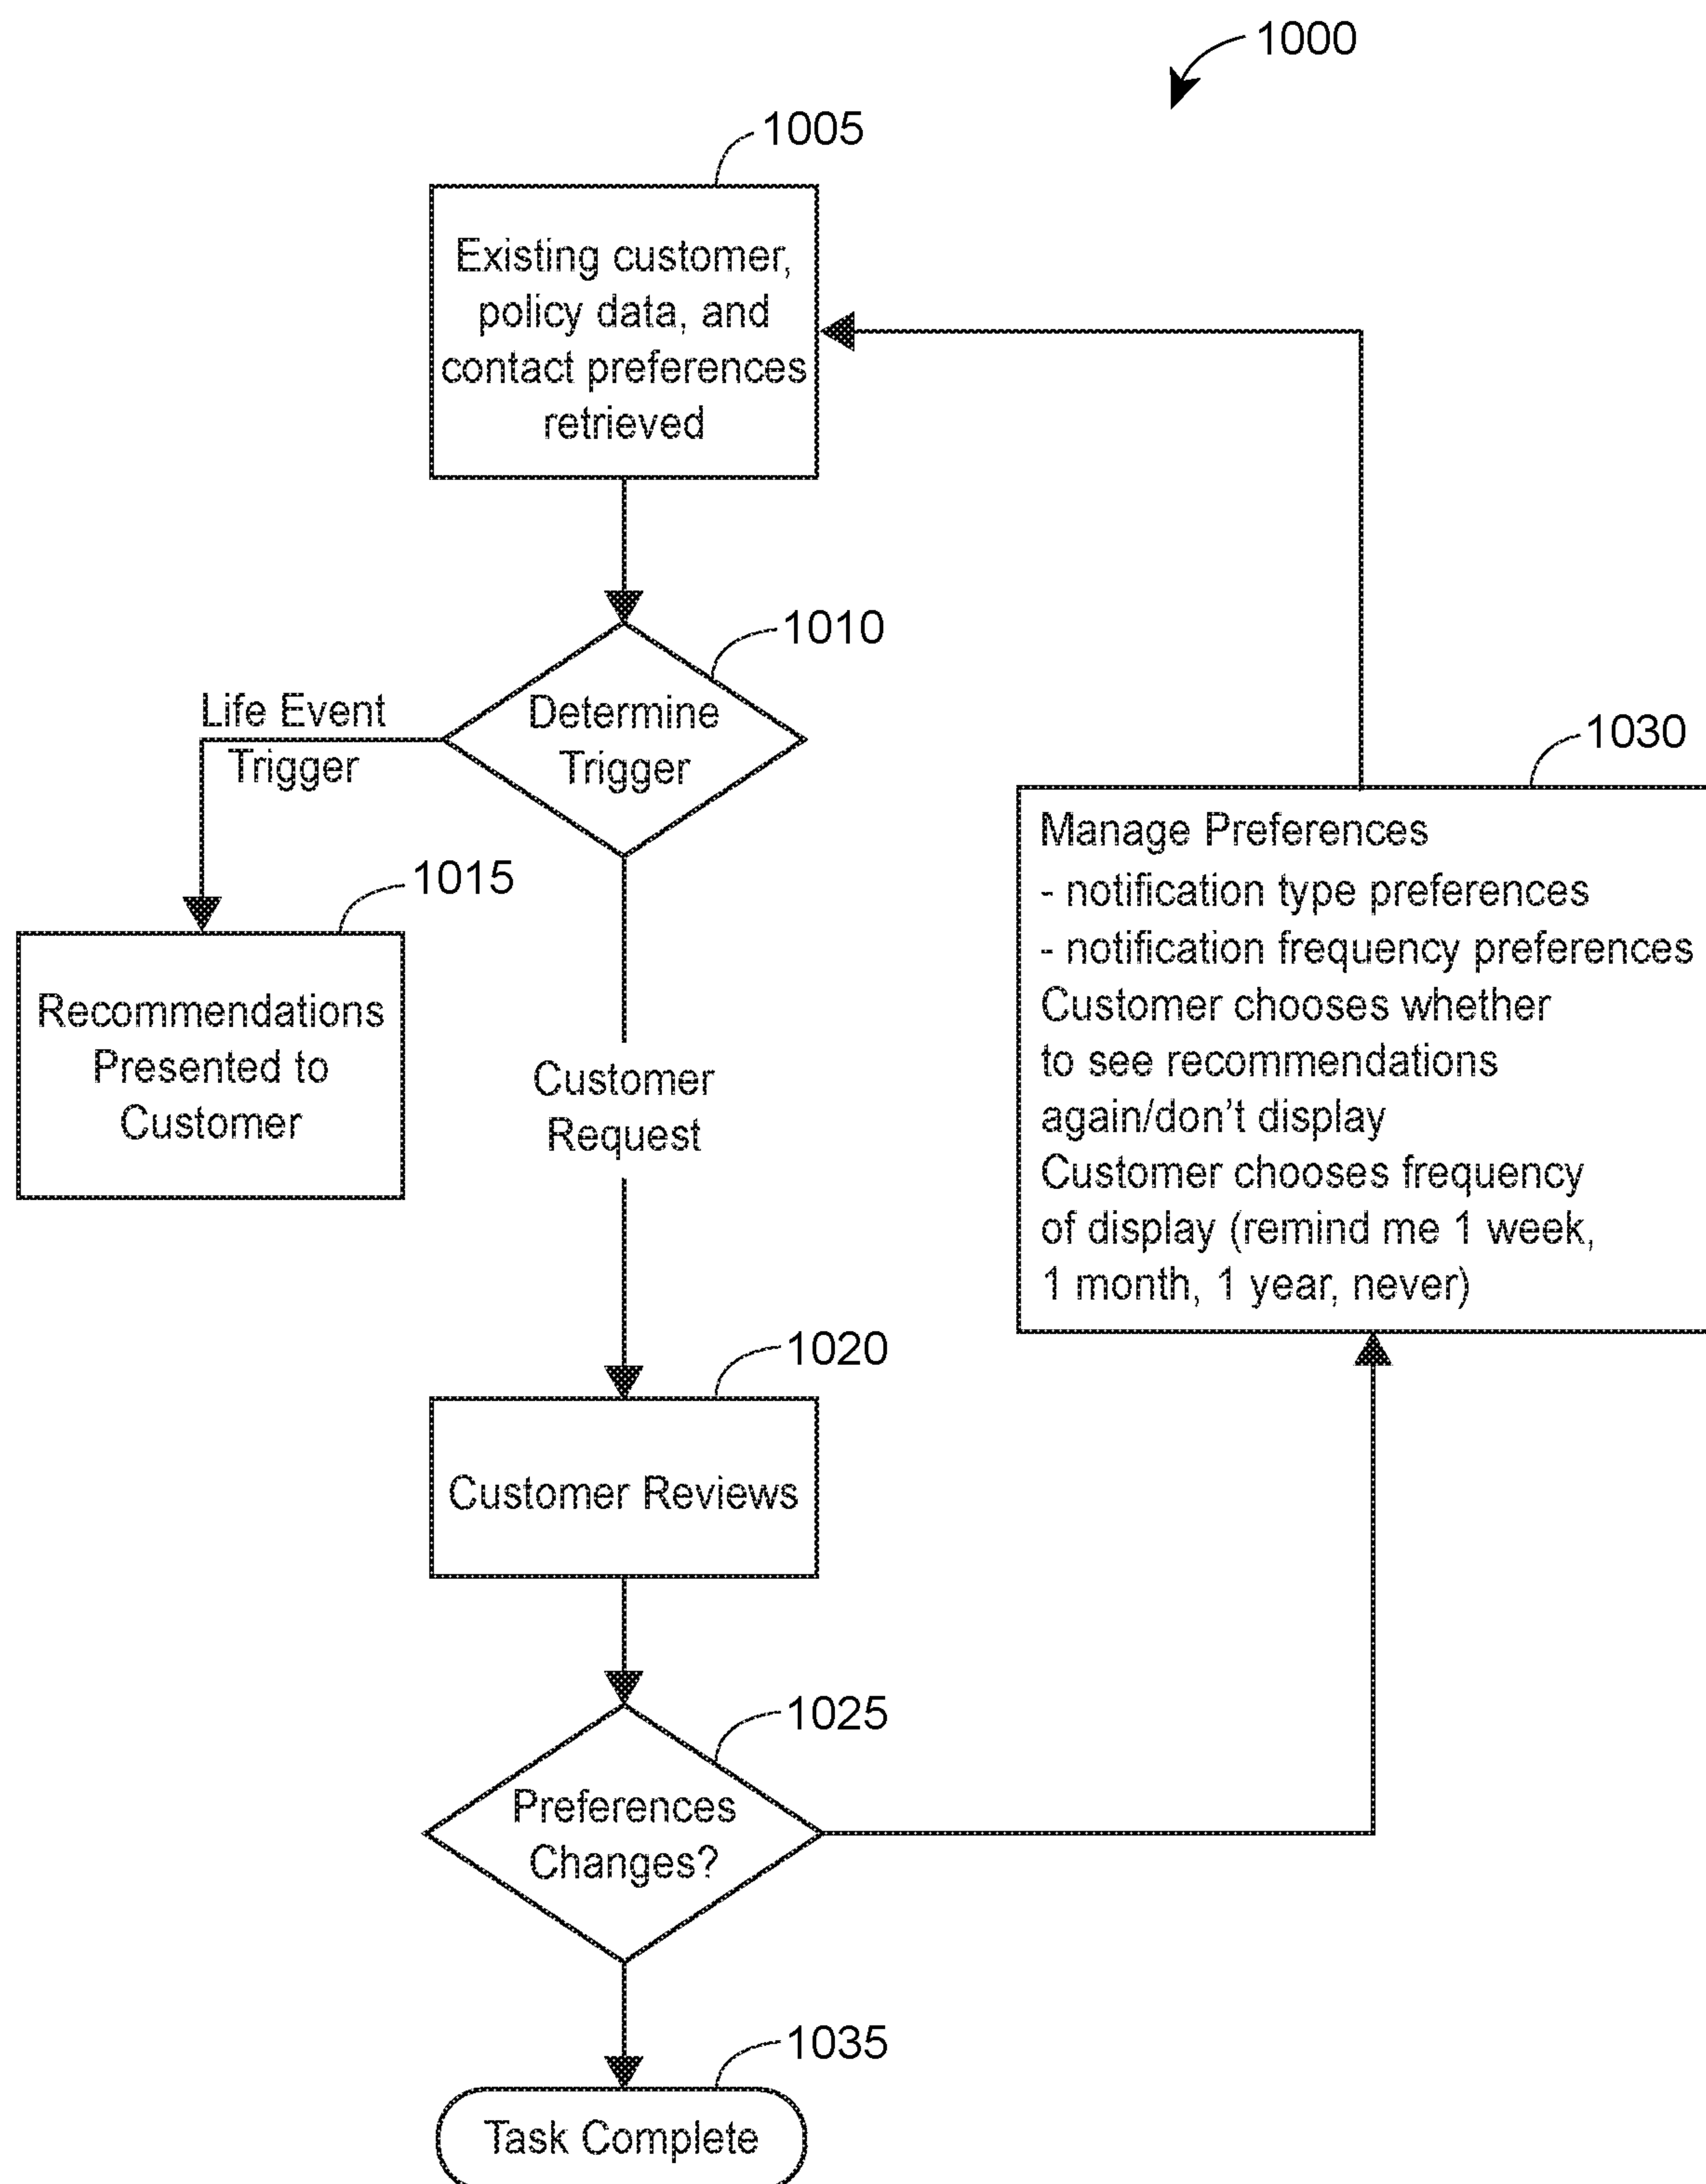 1000
1005
Existing customer,
policy data, and
contact preferences
retrieved
1010
Determine
Trigger
Life Event
Trigger
1015
Recommendations
Presented to
Customer
Customer
Request
1030
Manage Preferences
- notification type preferences
- notification frequency preferences
Customer chooses whether
to see recommendations
again/don't display
Customer chooses frequency
of display (remind me 1 week,
1 month, 1 year, never)
1020
Customer Reviews
1025
Preferences
Changes?
1035
Task Complete